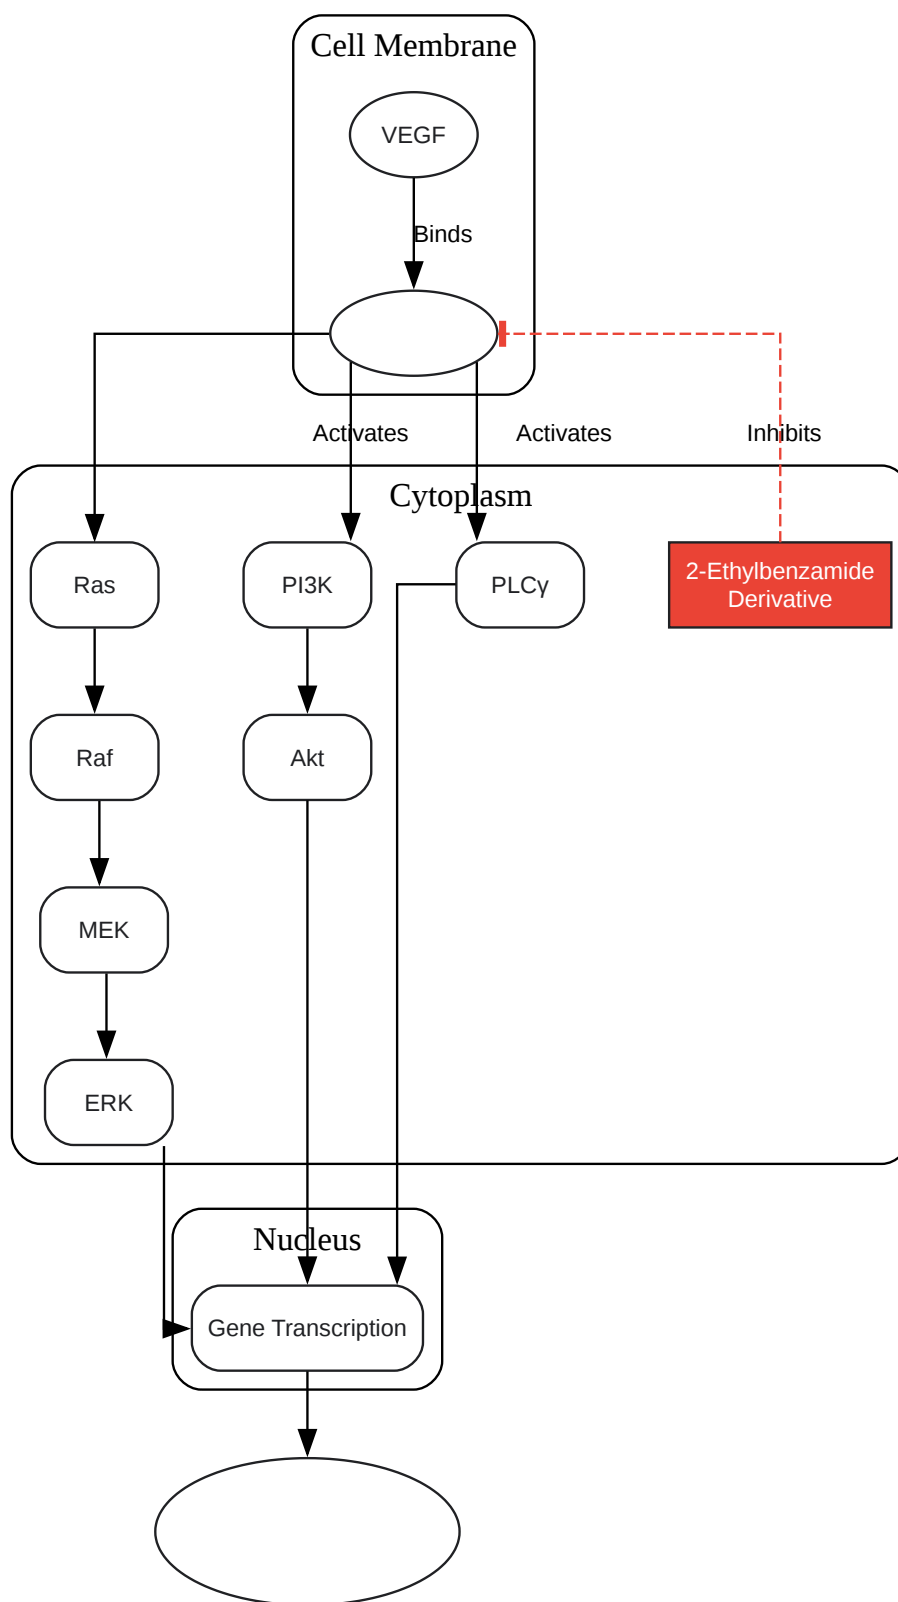 Cell Membrane
VEGF
Binds
Activates
Activates
Inhibits
Cytoplasm
Ras
PI3K
PLCγ
2-Ethylbenzamide
Derivative
Raf
Akt
MEK
ERK
Nucleus
Gene Transcription